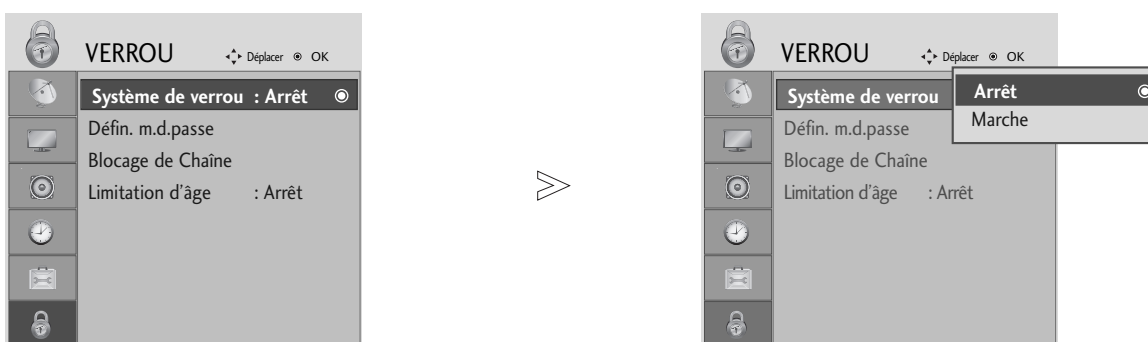 VERROU Déplacer OK
Système de verrou : Arrêt
Défin. m.d.passe
Blocage de Chaîne
Limitation d'âge : Arrêt
VERROU Déplacer OK
Système de verrou
Arrêt
Marche
Défin. m.d.passe
Blocage de Chaîne
Limitation d'âge : Arrêt